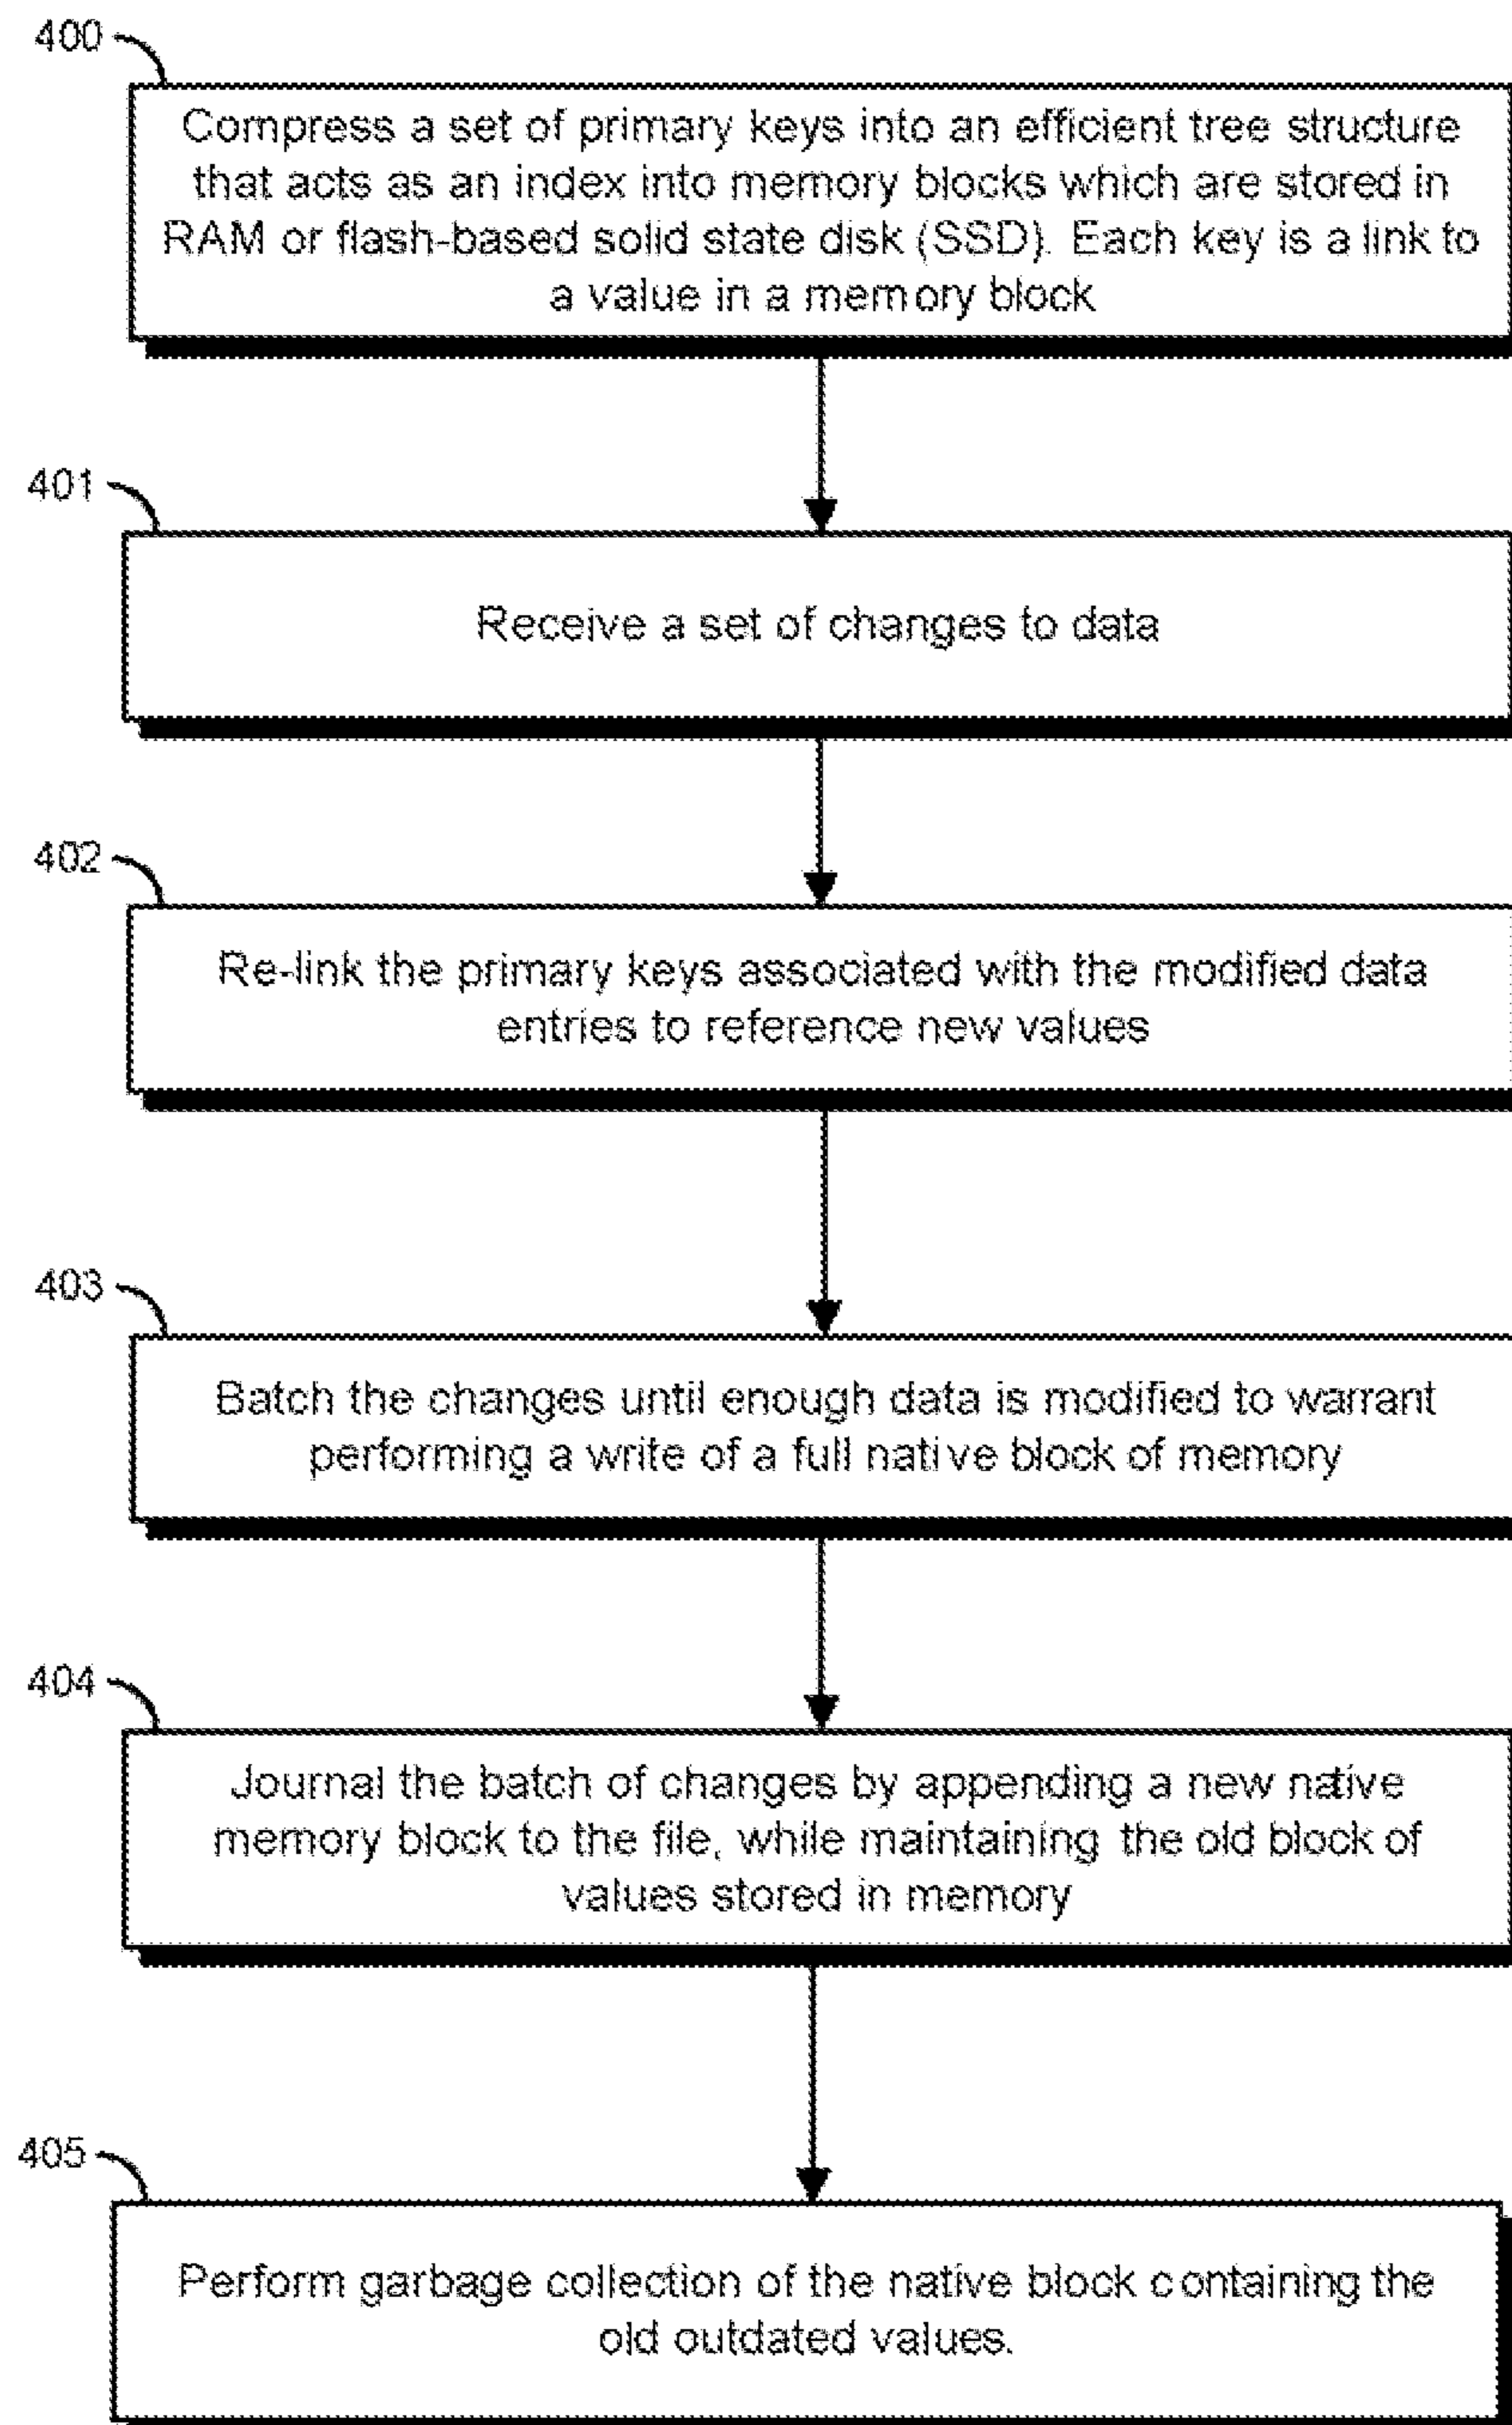 400
Compress a set of primary keys into an efficient tree structure
that acts as an index into memory blocks which are stored in
RAM or flash-based solid state disk (SSD). Each key is a link to
a value in a memory block
401
Receive a set of changes to data
402
Re-link the primary keys associated with the modified data
entries to reference new values
403
Batch the changes until enough data is modified to warrant
performing a write of a full native block of memory
404
Journal the batch of changes by appending a new native
memory block to the file, while maintaining the old block of
values stored in memory
405
Perform garbage collection of the native block containing the
old outdated values.